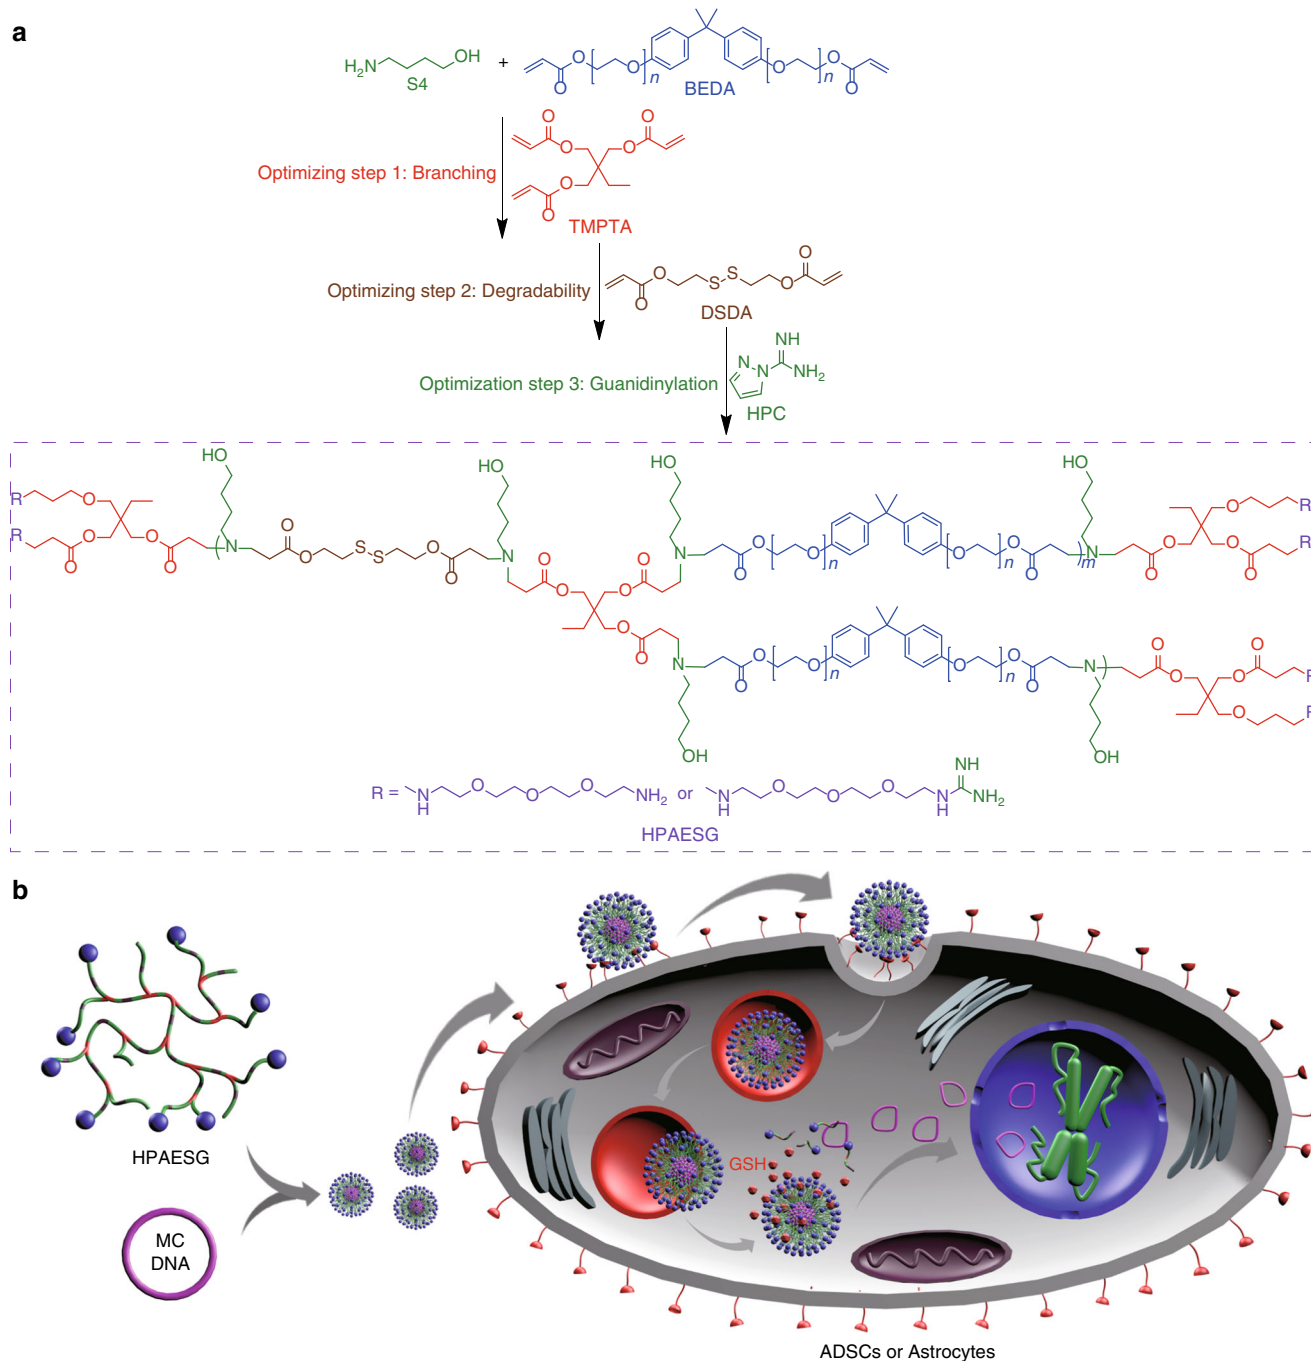 a
H2N
OH
S4
+
O
O
O
n
BEDA
O
n
O
O
Optimizing step 1: Branching
O
O
O
O
O
O
TMPTA
Optimizing step 2: Degradability
O
O
S
S
O
O
DSDA
Optimization step 3: Guanidinylation
N
N
NH
NH2
HPC
HO
HO
HO
HO
R
O
R
O
O
O
O
N
O
O
S
S
O
O
N
O
O
O
O
O
O
N
O
O
O
n
O
n
O
O
m
N
O
O
O
O
O
R
R
N
O
O
O
n
O
n
O
O
N
O
O
O
O
O
R
R
OH
OH
R =
N
H
O
O
O
NH2
or
N
H
O
O
O
N
H
NH
NH2
HPAESG
b
HPAESG
MC
DNA
GSH
ADSCs or Astrocytes